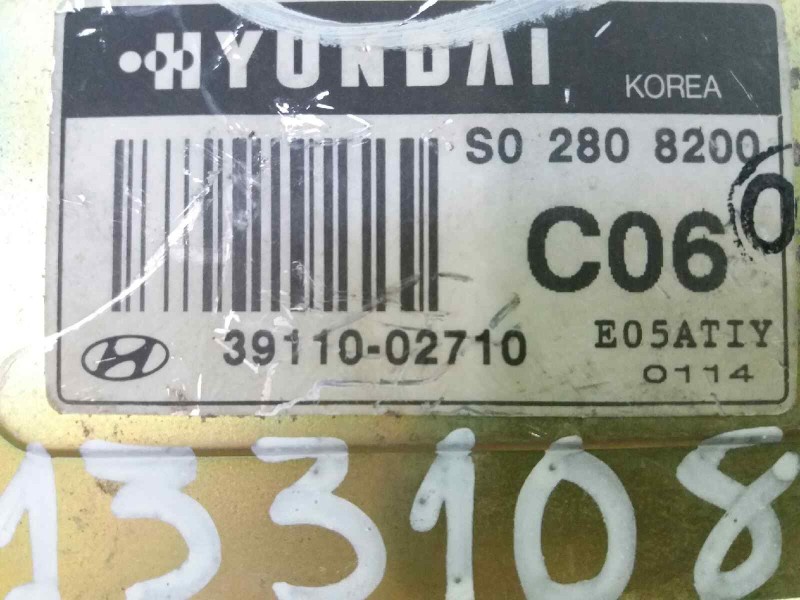 HYUNDAI
KOREA
S0 280 8200
C06
39110-02710
E05ATIY
0114
133108